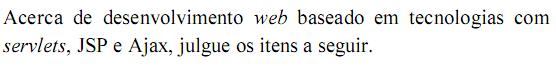 Acerca de desenvolvimento web baseado em tecnologias com
servlets, JSP e Ajax, julgue os itens a seguir.